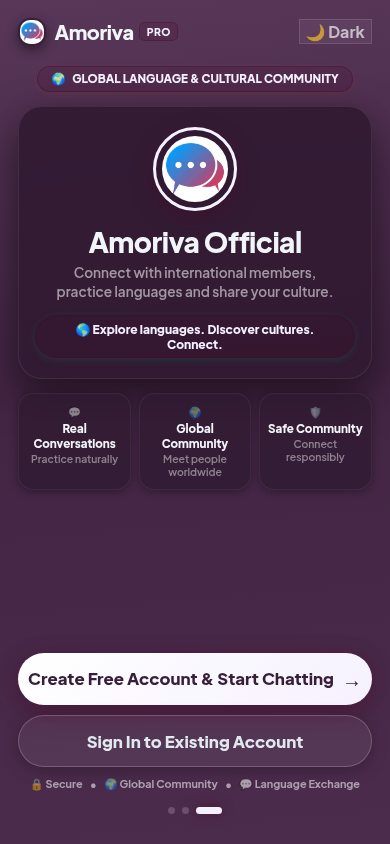 Amoriva PRO
🌙 Dark
🌍 GLOBAL LANGUAGE & CULTURAL COMMUNITY
Amoriva Official
Connect with international members,
practice languages and share your culture.
🌎 Explore languages. Discover cultures.
Connect.
💬
Real
Conversations
Practice naturally
🌍
Global
Community
Meet people
worldwide
🛡️
Safe Community
Connect
responsibly
Create Free Account & Start Chatting →
Sign In to Existing Account
🔒 Secure • 🌍 Global Community • 💬 Language Exchange